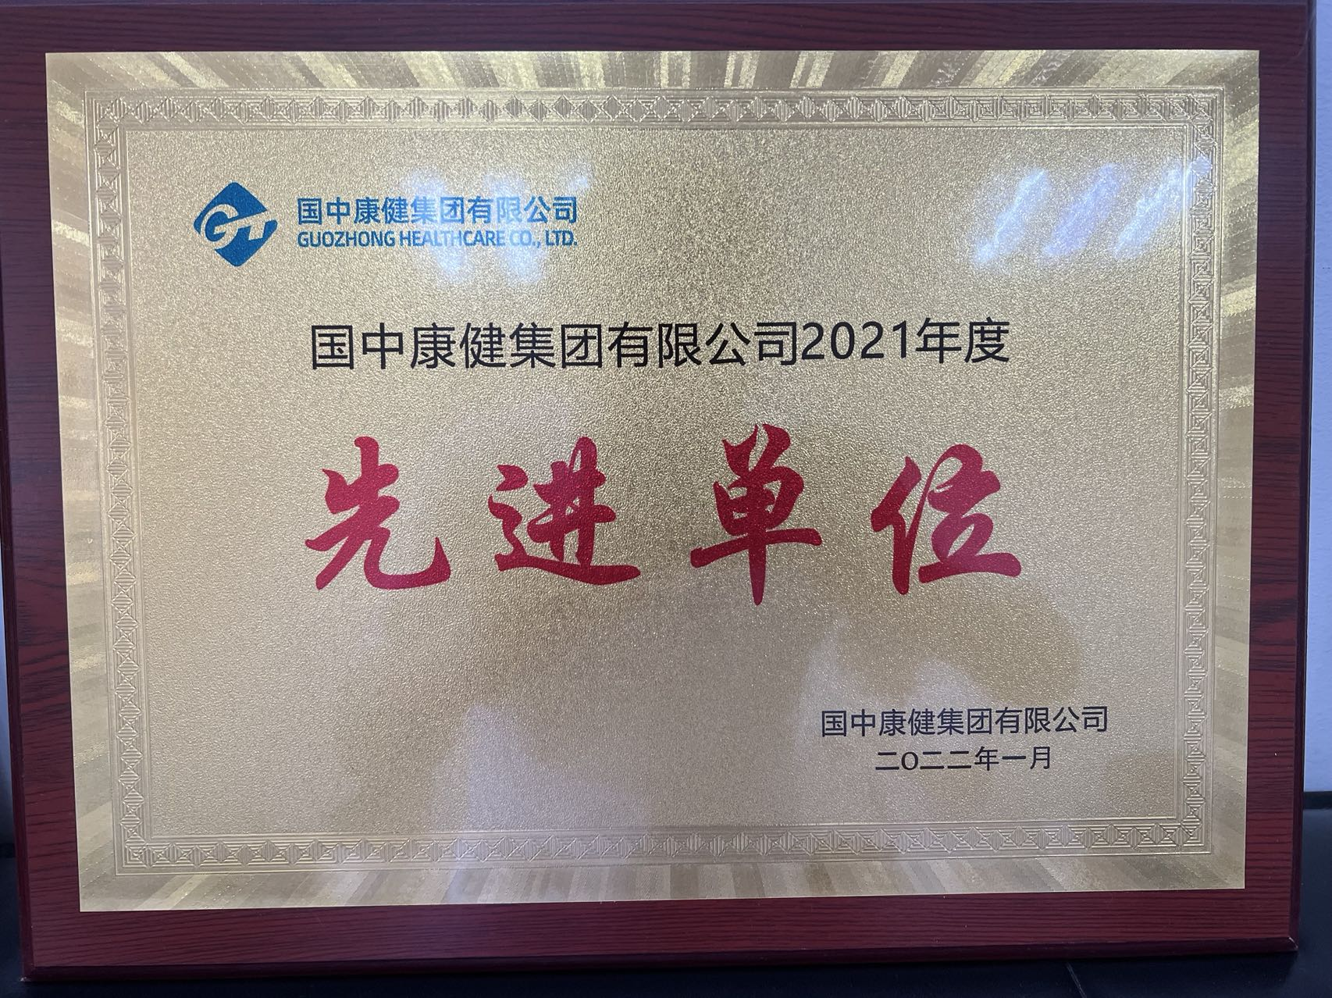 国中康健集团有限公司
GUOZHONG HEALTHCARE CO., LTD.
国中康健集团有限公司2021年度
先进单位
国中康健集团有限公司
二O二二年一月